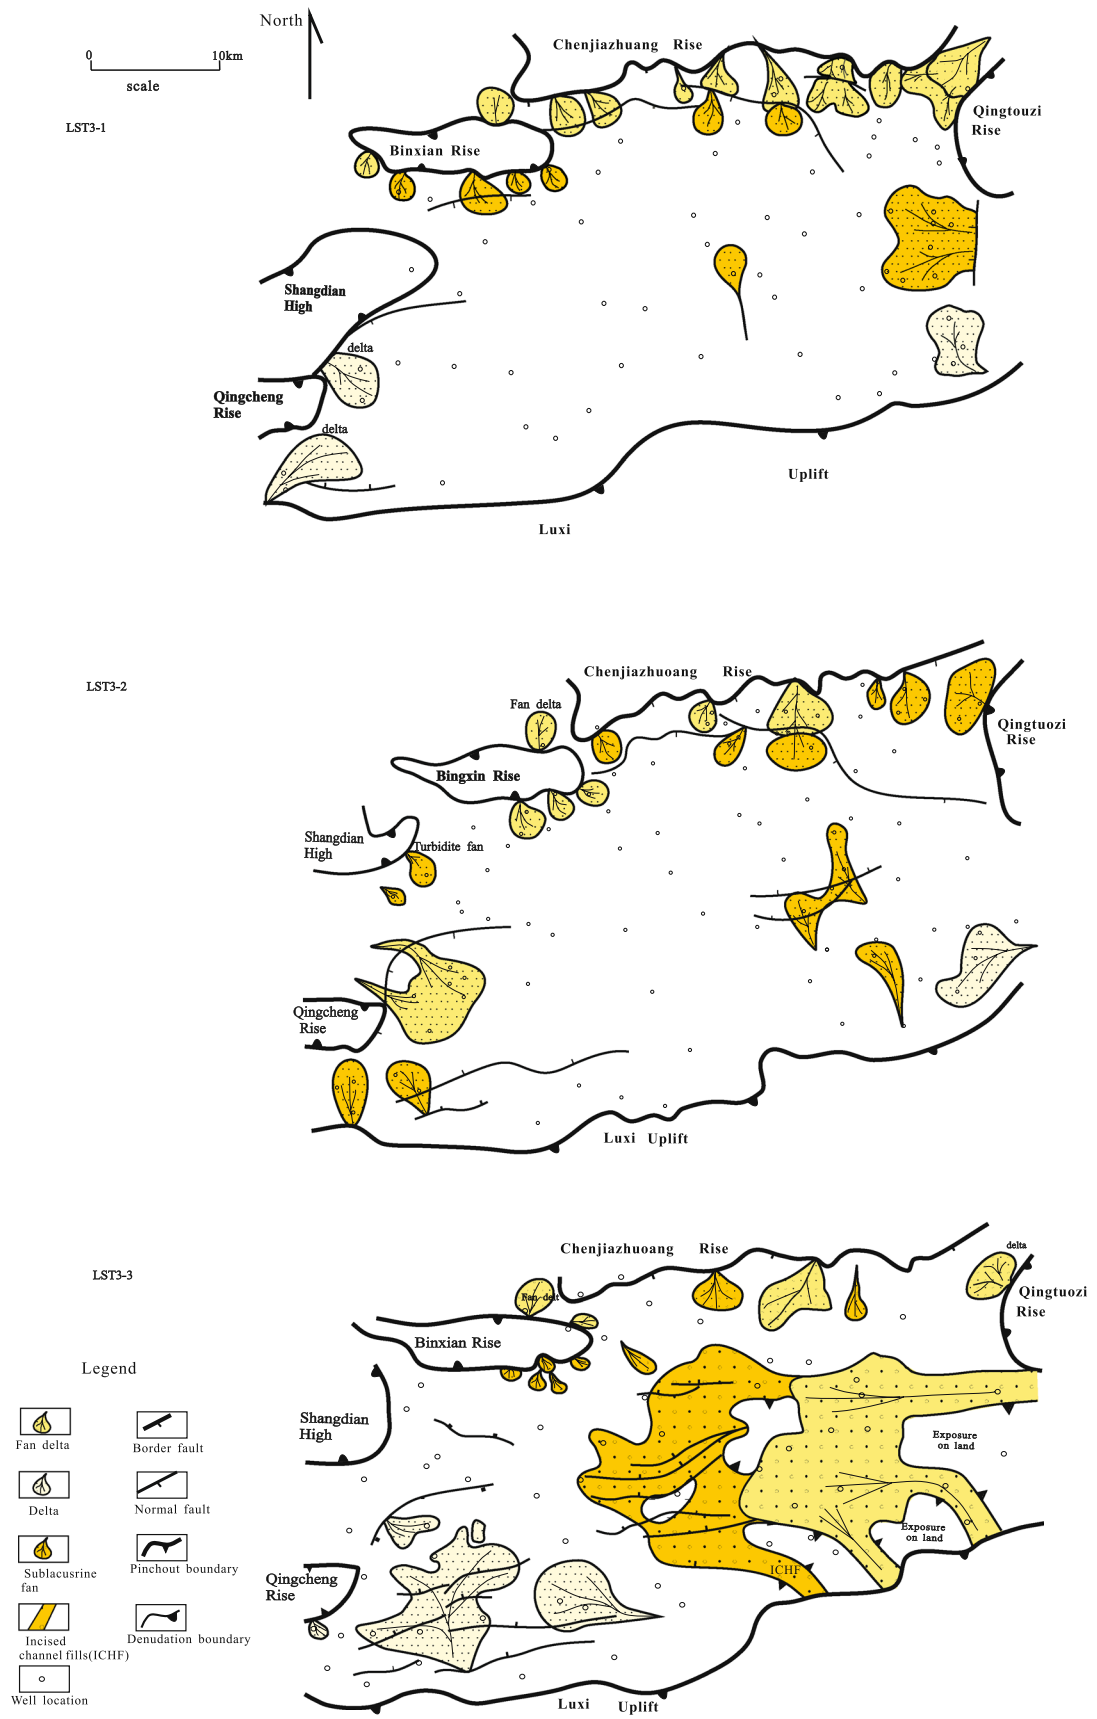 North
0 10km
scale
LST3-1
Chenjiazhuang Rise
Qingtouzi
Rise
Binxian Rise
Shangdian
High
delta
Qingcheng
Rise
delta
Uplift
Luxi
LST3-2
Chenjiazhuoang Rise
Fan delta
Qingtuozi
Rise
Bingxin Rise
Shangdian
High
Turbidite fan
Qingcheng
Rise
Luxi Uplift
LST3-3
Chenjiazhuoang Rise
delta
Qingtuozi
Rise
Fan delt
Binxian Rise
Shangdian
High
Exposure
on land
Exposure
on land
ICHF
Qingcheng
Rise
Luxi Uplift
Legend
Fan delta
Border fault
Delta
Normal fault
Sublacusrine
fan
Pinchout boundary
Incised
channel fills(ICHF)
Denudation boundary
Well location